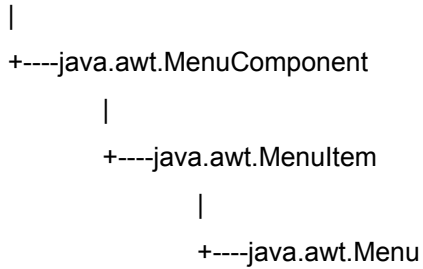 |
+----java.awt.MenuComponent
|
+----java.awt.MenuItem
|
+----java.awt.Menu